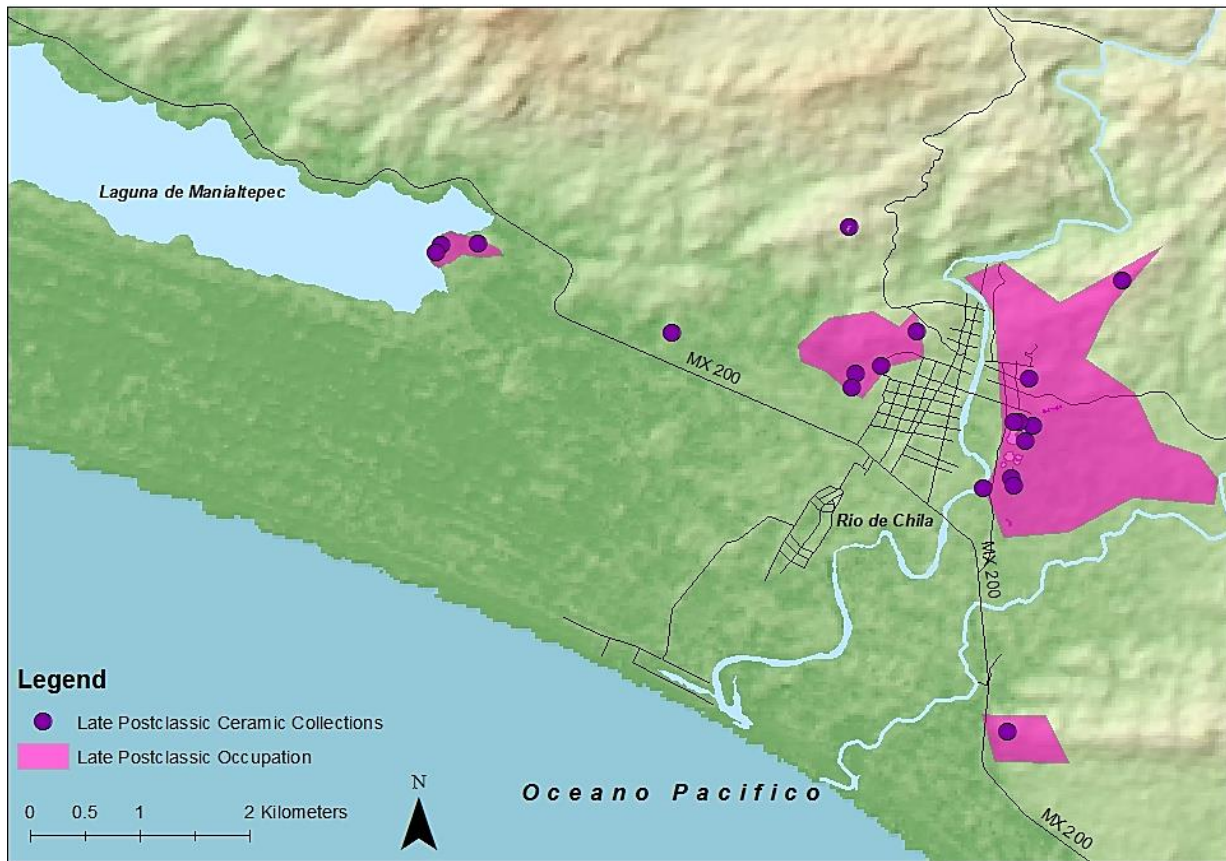 Laguna de Manialtepec
MX 200
Rio de Chila
MX 200
Legend
Late Postclassic Ceramic Collections
Late Postclassic Occupation
N
Oceano Pacifico
0 0.5 1 2 Kilometers
MX 200